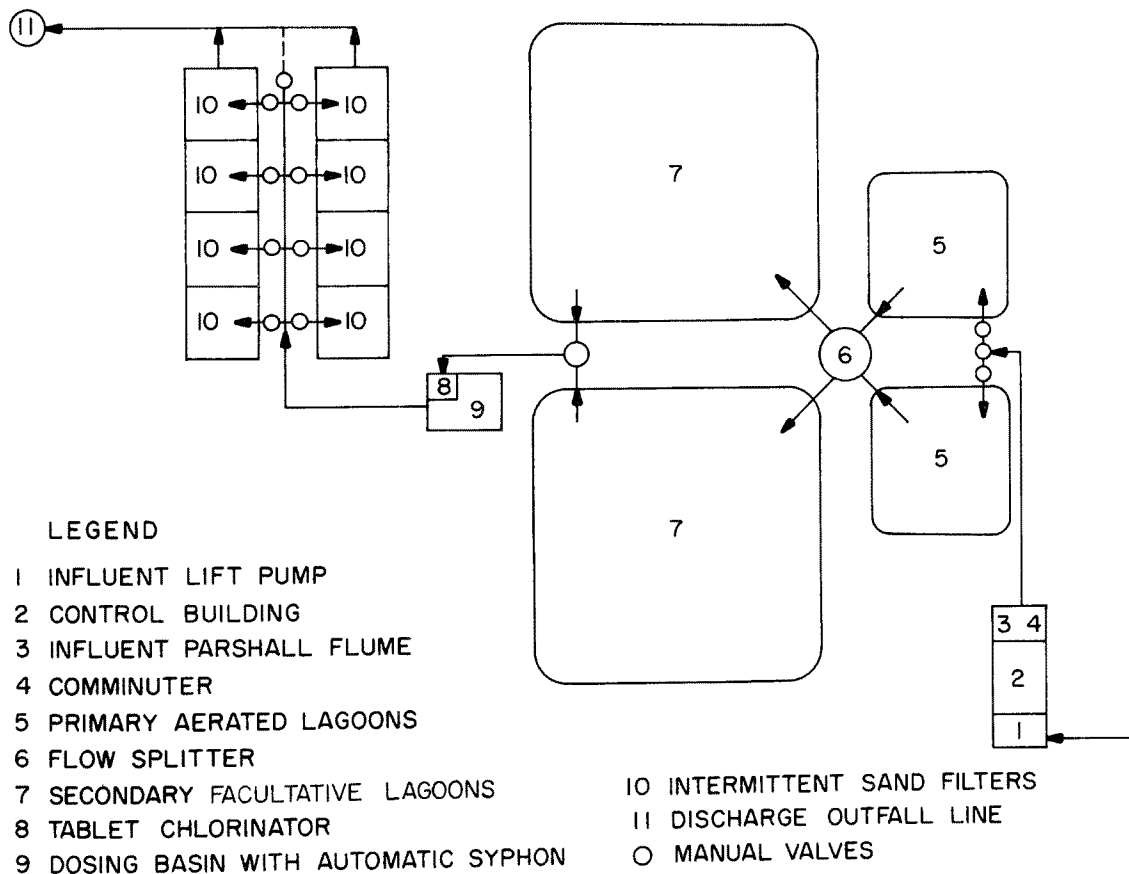 11
10 10
10 10
10 10
10 10
7
5
6
8
9
5
7
3 4
2
1
LEGEND
1 INFLUENT LIFT PUMP
2 CONTROL BUILDING
3 INFLUENT PARSHALL FLUME
4 COMMINUTER
5 PRIMARY AERATED LAGOONS
6 FLOW SPLITTER
7 SECONDARY FACULTATIVE LAGOONS
8 TABLET CHLORINATOR
9 DOSING BASIN WITH AUTOMATIC SYPHON
10 INTERMITTENT SAND FILTERS
11 DISCHARGE OUTFALL LINE
O MANUAL VALVES